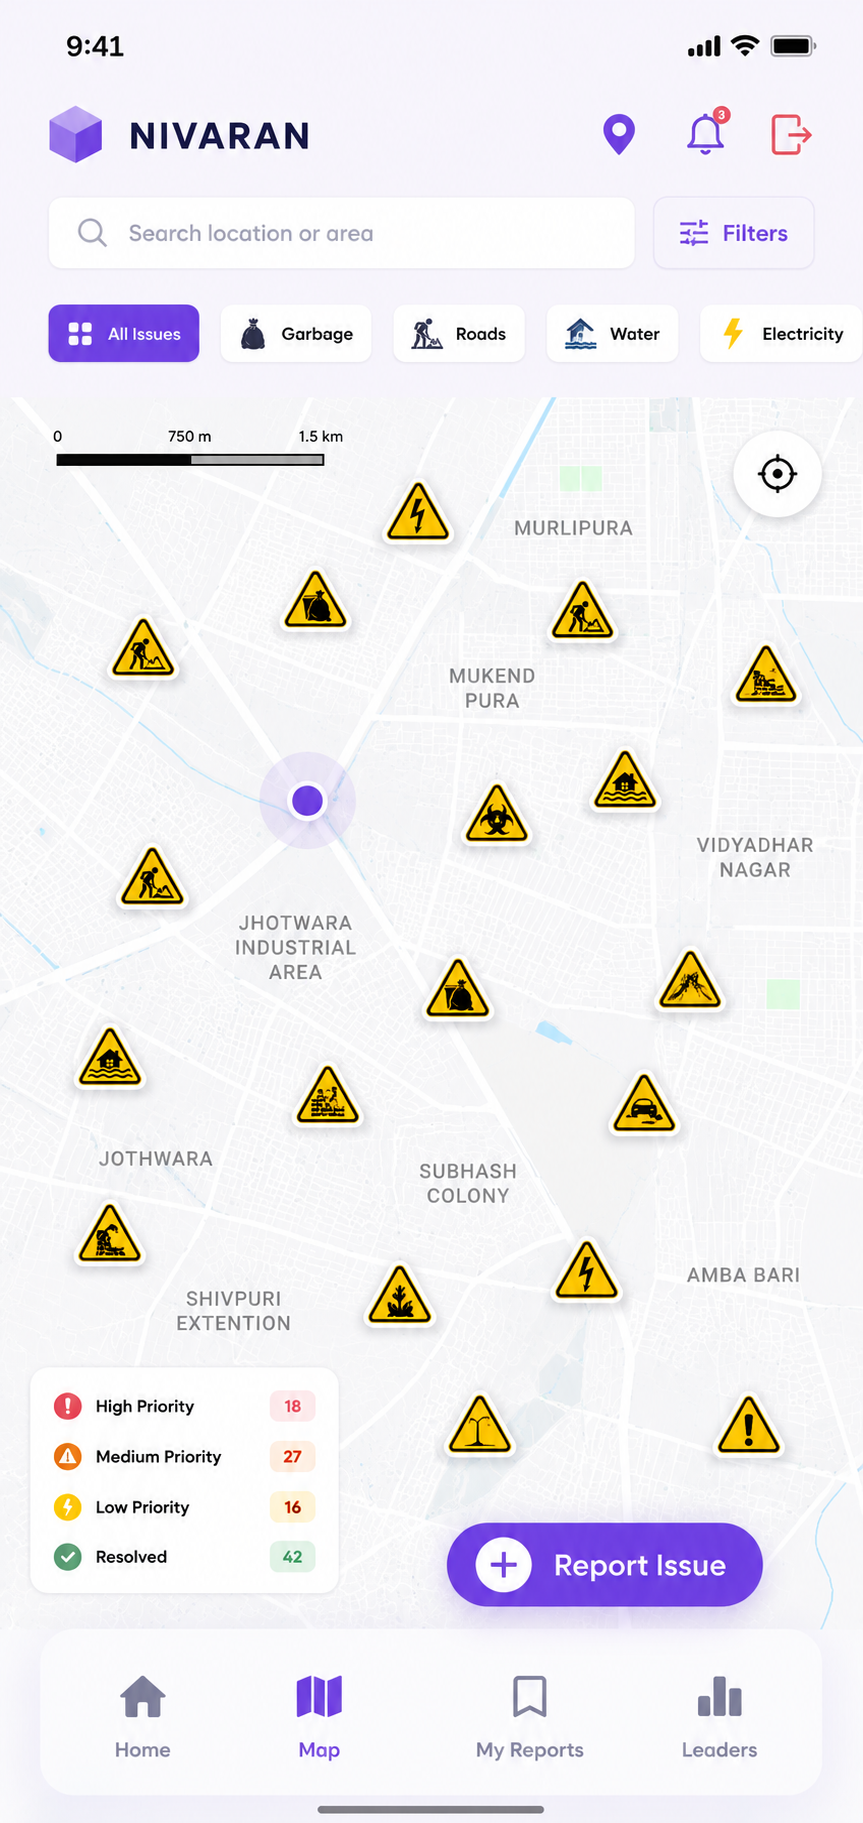 9:41
NIVARAN
3
Search location or area
Filters
All Issues
Garbage
Roads
Water
Electricity
0
750 m
1.5 km
MURLIPURA
MUKEND
PURA
VIDYADHAR
NAGAR
JHOTWARA
INDUSTRIAL
AREA
JOTHWARA
SUBHASH
COLONY
AMBA BARI
SHIVPURI
EXTENTION
High Priority 18
Medium Priority 27
Low Priority 16
Resolved 42
Report Issue
Home
Map
My Reports
Leaders